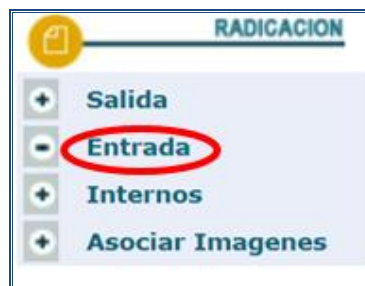 RADICACION
+ Salida
- Entrada
+ Internos
+ Asociar Imagenes